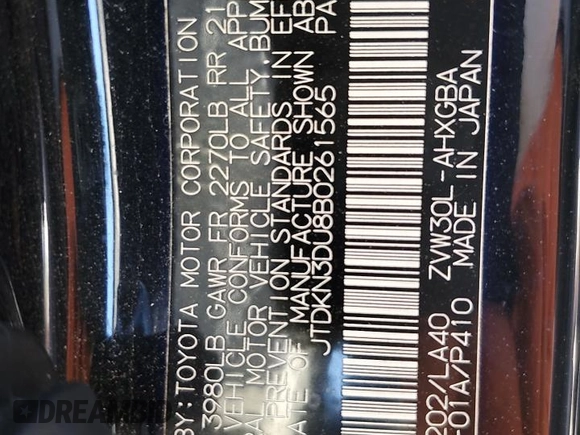 BY: TOYOTA MOTOR CORPORATION
3980LB GAWR FR 2270LB RR 21
VEHICLE CONFORMS TO ALL APP
RAL MOTOR VEHICLE SAFETY, BUM
PREVENTION STANDARDS IN EF
ATE OF MANUFACTURE SHOWN AB
JTDKN3DU8B0261565 PA
202/LA40 ZVW30L-AHXGBA
-01A/P410 MADE IN JAPAN
DREAMBID